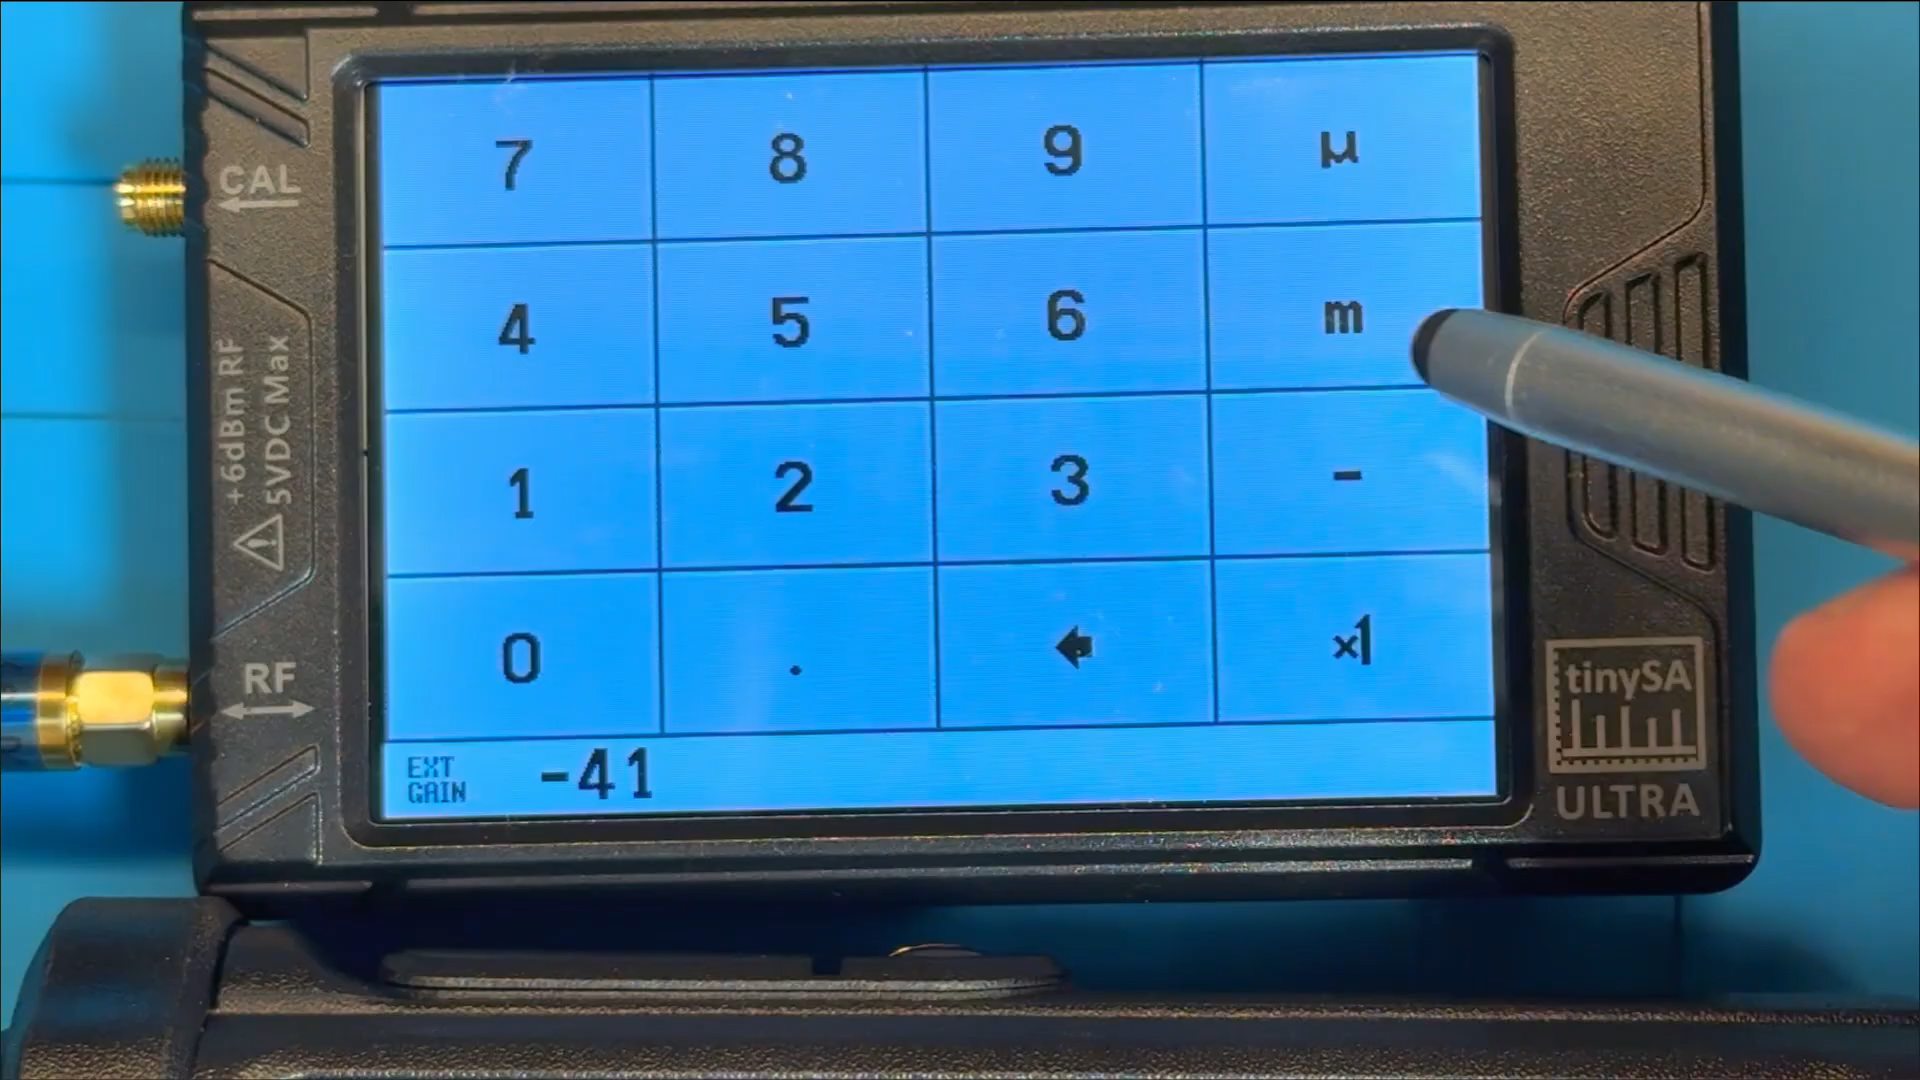 7 8 9 µ
CAL
4 5 6 m
+6dBm RF
5VDC Max
1 2 3 -
0 . ×1
RF
tinySA
ULTRA
EXT
GAIN
-41